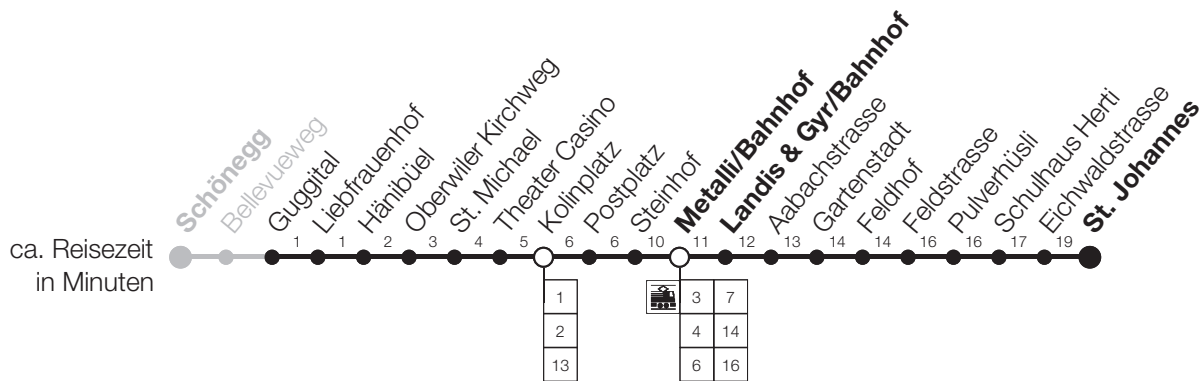 Schönegg
Bellevueweg
Guggital
Liebfrauenhof
Hänibüel
Oberwiler Kirchweg
St. Michael
Theater Casino
Kolinplatz
Postplatz
Steinhof
Metalli/Bahnhof
Landis & Gyr/Bahnhof
Aabachstrasse
Gartenstadt
Feldhof
Feldstrasse
Pulverhüsli
Schulhaus Herti
Eichwaldstrasse
St. Johannes
ca. Reisezeit
in Minuten
1 1 2 3 4 5 6 6 10 11 12 13 14 14 16 16 17 19
1
2
13
3 7
4 14
6 16